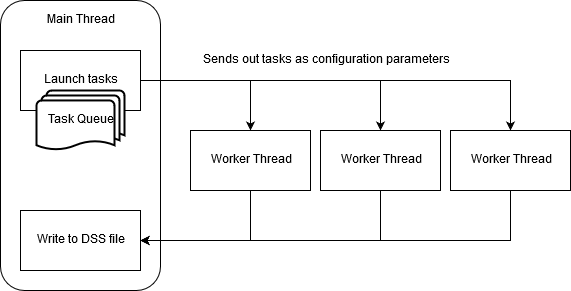 Main Thread
Launch tasks
Sends out tasks as configuration parameters
Task Queue
Worker Thread
Worker Thread
Worker Thread
Write to DSS file